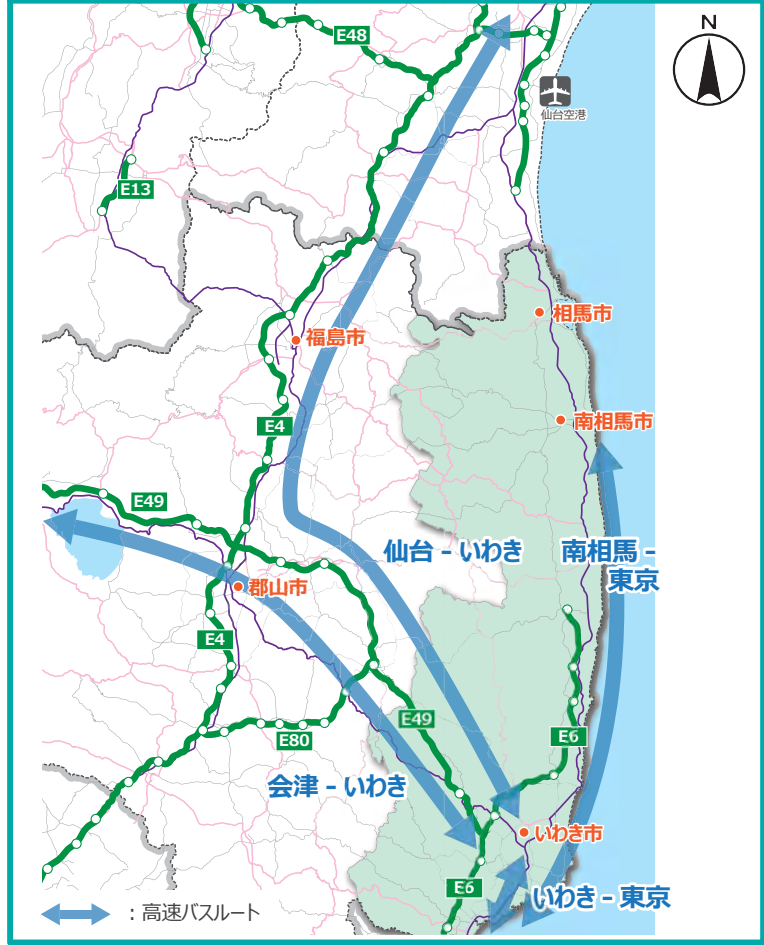 N
E48
仙台空港
E13
相馬市
福島市
南相馬市
E4
E49
仙台 - いわき
南相馬 -
東京
郡山市
E4
E49
E6
E80
会津 - いわき
いわき市
E6
いわき - 東京
：高速バスルート